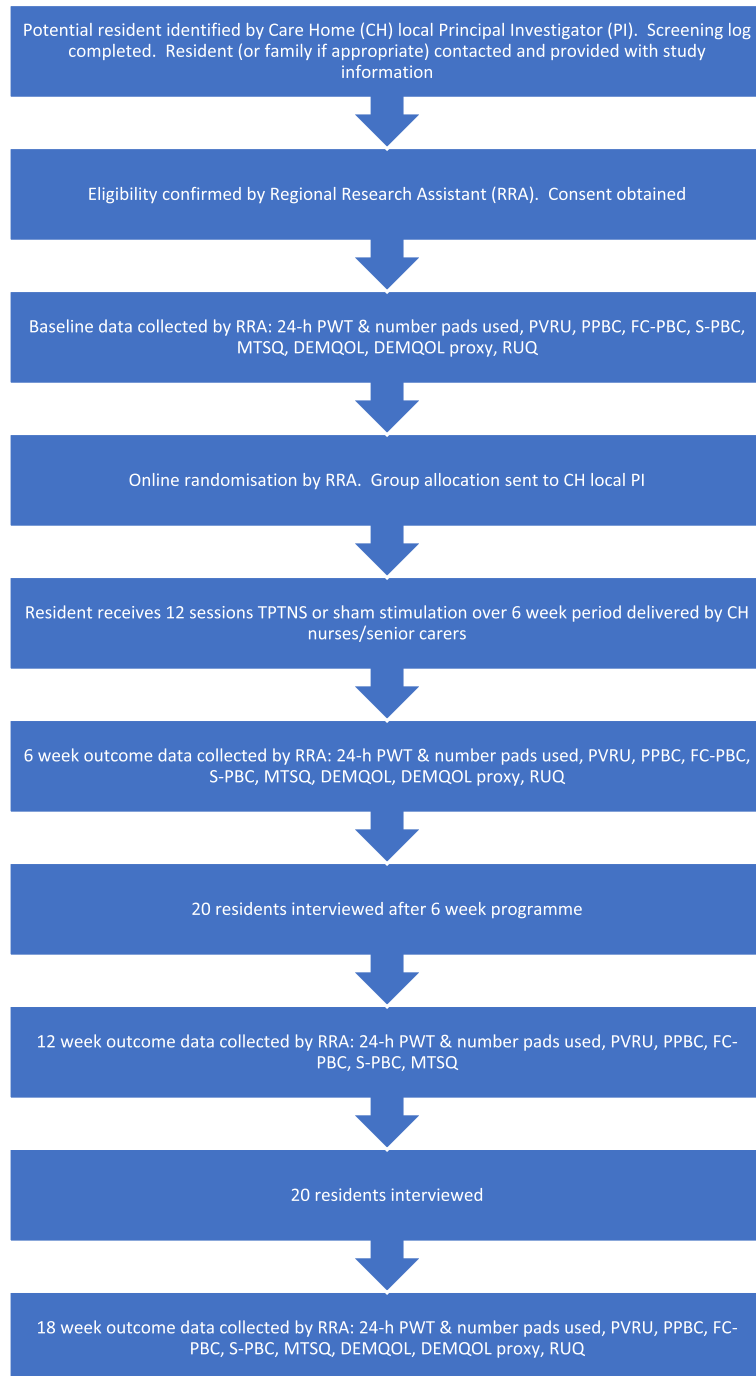 Potential resident identified by Care Home (CH) local Principal Investigator (PI).  Screening log
completed.  Resident (or family if appropriate) contacted and provided with study
information
Eligibility confirmed by Regional Research Assistant (RRA).  Consent obtained
Baseline data collected by RRA: 24-h PWT & number pads used, PVRU, PPBC, FC-PBC, S-PBC,
MTSQ, DEMQOL, DEMQOL proxy, RUQ
Online randomisation by RRA.  Group allocation sent to CH local PI
Resident receives 12 sessions TPTNS or sham stimulation over 6 week period delivered by CH
nurses/senior carers
6 week outcome data collected by RRA: 24-h PWT & number pads used, PVRU, PPBC, FC-PBC,
S-PBC, MTSQ, DEMQOL, DEMQOL proxy, RUQ
20 residents interviewed after 6 week programme
12 week outcome data collected by RRA: 24-h PWT & number pads used, PVRU, PPBC, FC-
PBC, S-PBC, MTSQ
20 residents interviewed
18 week outcome data collected by RRA: 24-h PWT & number pads used, PVRU, PPBC, FC-
PBC, S-PBC, MTSQ, DEMQOL, DEMQOL proxy, RUQ